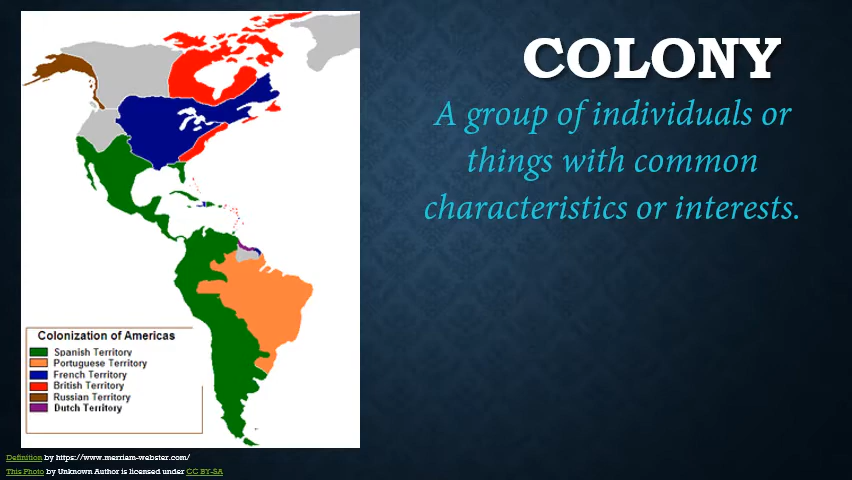 COLONY
A group of individuals or
things with common
characteristics or interests.
Colonization of Americas
Spanish Territory
Portuguese Territory
French Territory
British Territory
Russian Territory
Dutch Territory
Definition by https://www.merriam-webster.com/
This Photo by Unknown Author is licensed under CC BY-SA